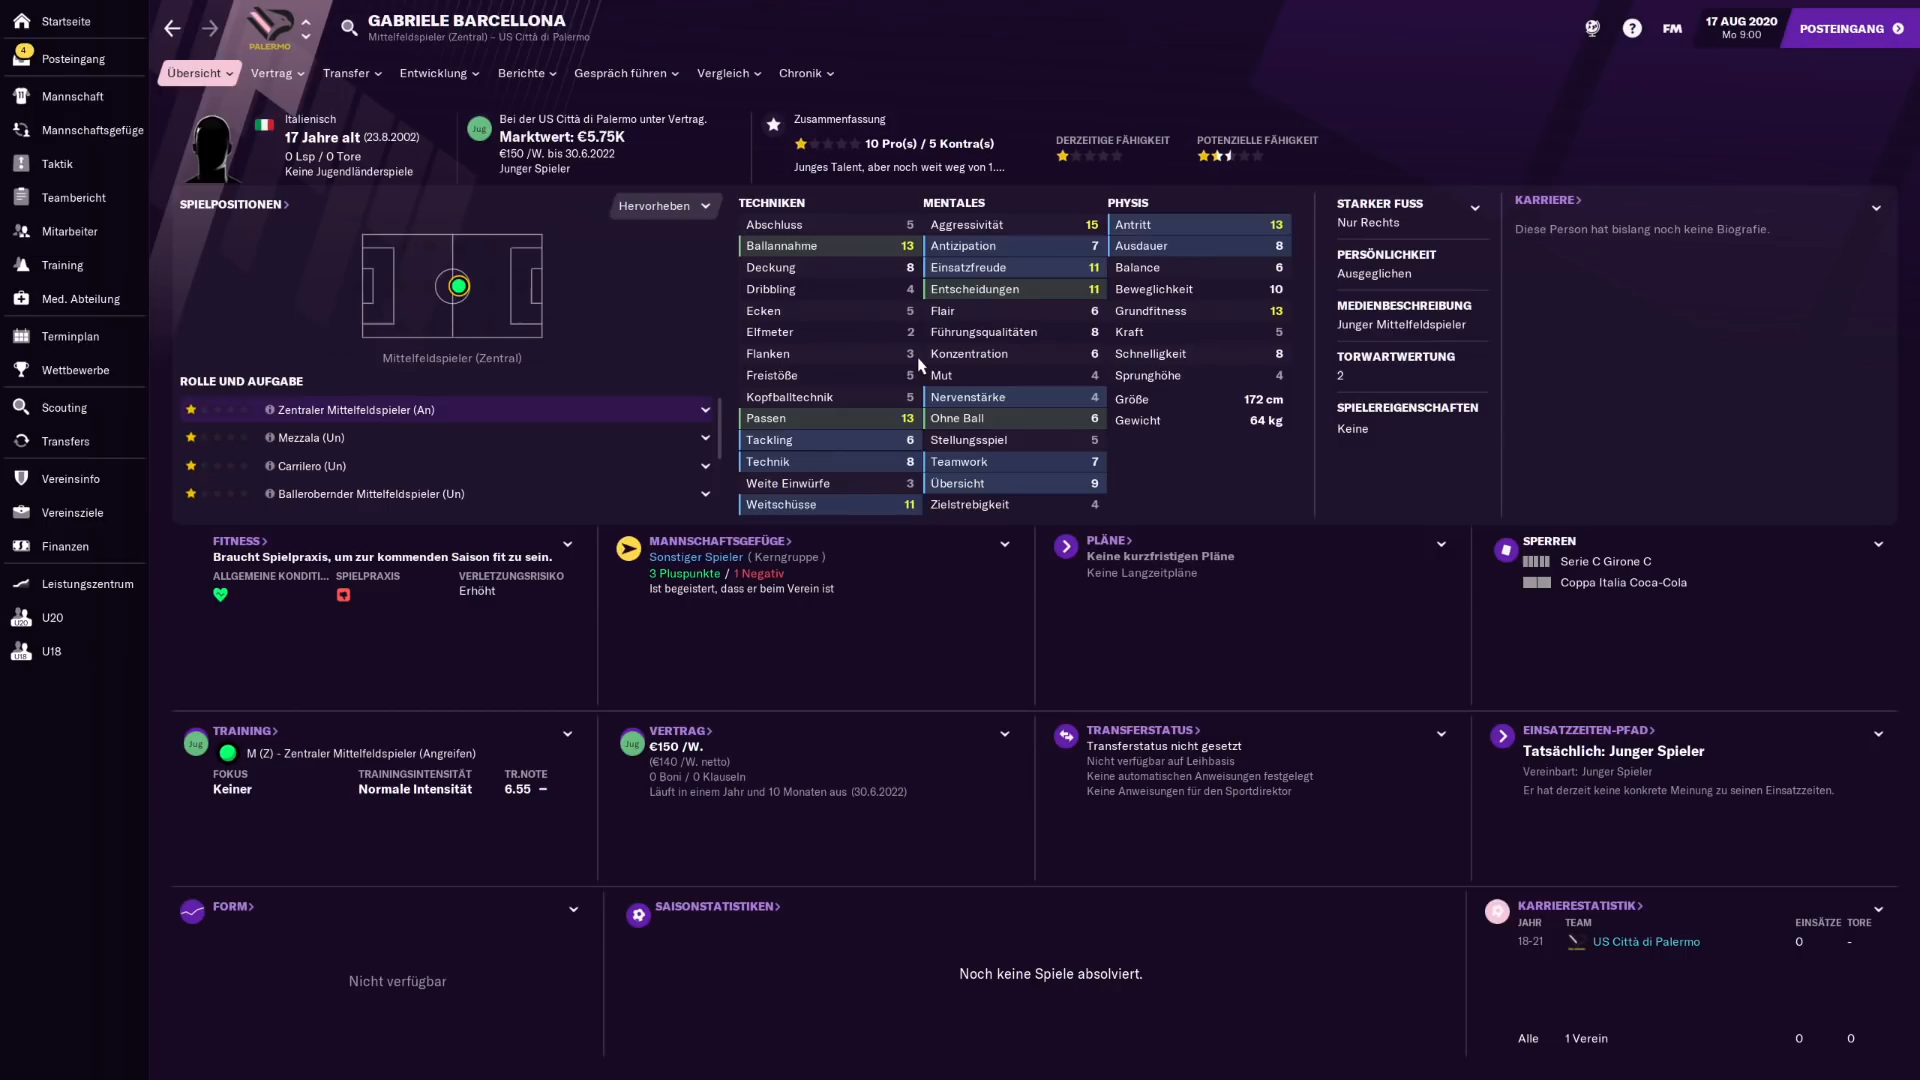 Startseite
4
Posteingang
Mannschaft
Mannschaftsgefüge
Taktik
Teambericht
Mitarbeiter
Training
Med. Abteilung
Terminplan
Wettbewerbe
Scouting
Transfers
Vereinsinfo
Vereinsziele
Finanzen
Leistungszentrum
U20
U18
PALERMO
GABRIELE BARCELLONA
Mittelfeldspieler (Zentral) – US Città di Palermo
FM
17 AUG 2020
Mo 9:00
POSTEINGANG
Übersicht Vertrag Transfer Entwicklung Berichte Gespräch führen Vergleich Chronik
Italienisch
17 Jahre alt (23.8.2002)
0 Lsp / 0 Tore
Keine Jugendländerspiele
Jug
Bei der US Città di Palermo unter Vertrag.
Marktwert: €5.75K
€150 /W. bis 30.6.2022
Junger Spieler
Zusammenfassung
10 Pro(s) / 5 Kontra(s)
Junges Talent, aber noch weit weg von 1....
DERZEITIGE FÄHIGKEIT
POTENZIELLE FÄHIGKEIT
SPIELPOSITIONEN
Hervorheben
Mittelfeldspieler (Zentral)
ROLLE UND AUFGABE
Zentraler Mittelfeldspieler (An)
Mezzala (Un)
Carrilero (Un)
Ballerobernder Mittelfeldspieler (Un)
TECHNIKEN
Abschluss 5
Ballannahme 13
Deckung 8
Dribbling 4
Ecken 5
Elfmeter 2
Flanken 3
Freistöße 5
Kopfballtechnik 5
Passen 13
Tackling 6
Technik 8
Weite Einwürfe 3
Weitschüsse 11
MENTALES
Aggressivität 15
Antizipation 7
Einsatzfreude 11
Entscheidungen 11
Flair 6
Führungsqualitäten 8
Konzentration 6
Mut 4
Nervenstärke 4
Ohne Ball 6
Stellungsspiel 5
Teamwork 7
Übersicht 9
Zielstrebigkeit 4
PHYSIS
Antritt 13
Ausdauer 8
Balance 6
Beweglichkeit 10
Grundfitness 13
Kraft 5
Schnelligkeit 8
Sprunghöhe 4
Größe 172 cm
Gewicht 64 kg
STARKER FUSS
Nur Rechts
PERSÖNLICHKEIT
Ausgeglichen
MEDIENBESCHREIBUNG
Junger Mittelfeldspieler
TORWARTWERTUNG
2
SPIELEREIGENSCHAFTEN
Keine
KARRIERE
Diese Person hat bislang noch keine Biografie.
FITNESS
Braucht Spielpraxis, um zur kommenden Saison fit zu sein.
ALLGEMEINE KONDITI... SPIELPRAXIS VERLETZUNGSRISIKO
Erhöht
MANNSCHAFTSGEFÜGE
Sonstiger Spieler ( Kerngruppe )
3 Pluspunkte / 1 Negativ
Ist begeistert, dass er beim Verein ist
PLÄNE
Keine kurzfristigen Pläne
Keine Langzeitpläne
SPERREN
Serie C Girone C
Coppa Italia Coca-Cola
Jug
TRAINING
M (Z) - Zentraler Mittelfeldspieler (Angreifen)
FOKUS TRAININGSINTENSITÄT TR.NOTE
Keiner Normale Intensität 6.55 –
Jug
VERTRAG
€150 /W.
(€140 /W. netto)
0 Boni / 0 Klauseln
Läuft in einem Jahr und 10 Monaten aus (30.6.2022)
TRANSFERSTATUS
Transferstatus nicht gesetzt
Nicht verfügbar auf Leihbasis
Keine automatischen Anweisungen festgelegt
Keine Anweisungen für den Sportdirektor
EINSATZZEITEN-PFAD
Tatsächlich: Junger Spieler
Vereinbart: Junger Spieler
Er hat derzeit keine konkrete Meinung zu seinen Einsatzzeiten.
FORM
Nicht verfügbar
SAISONSTATISTIKEN
Noch keine Spiele absolviert.
KARRIERESTATISTIK
JAHR TEAM EINSÄTZE TORE
18-21 US Città di Palermo 0 -
Alle 1 Verein 0 0